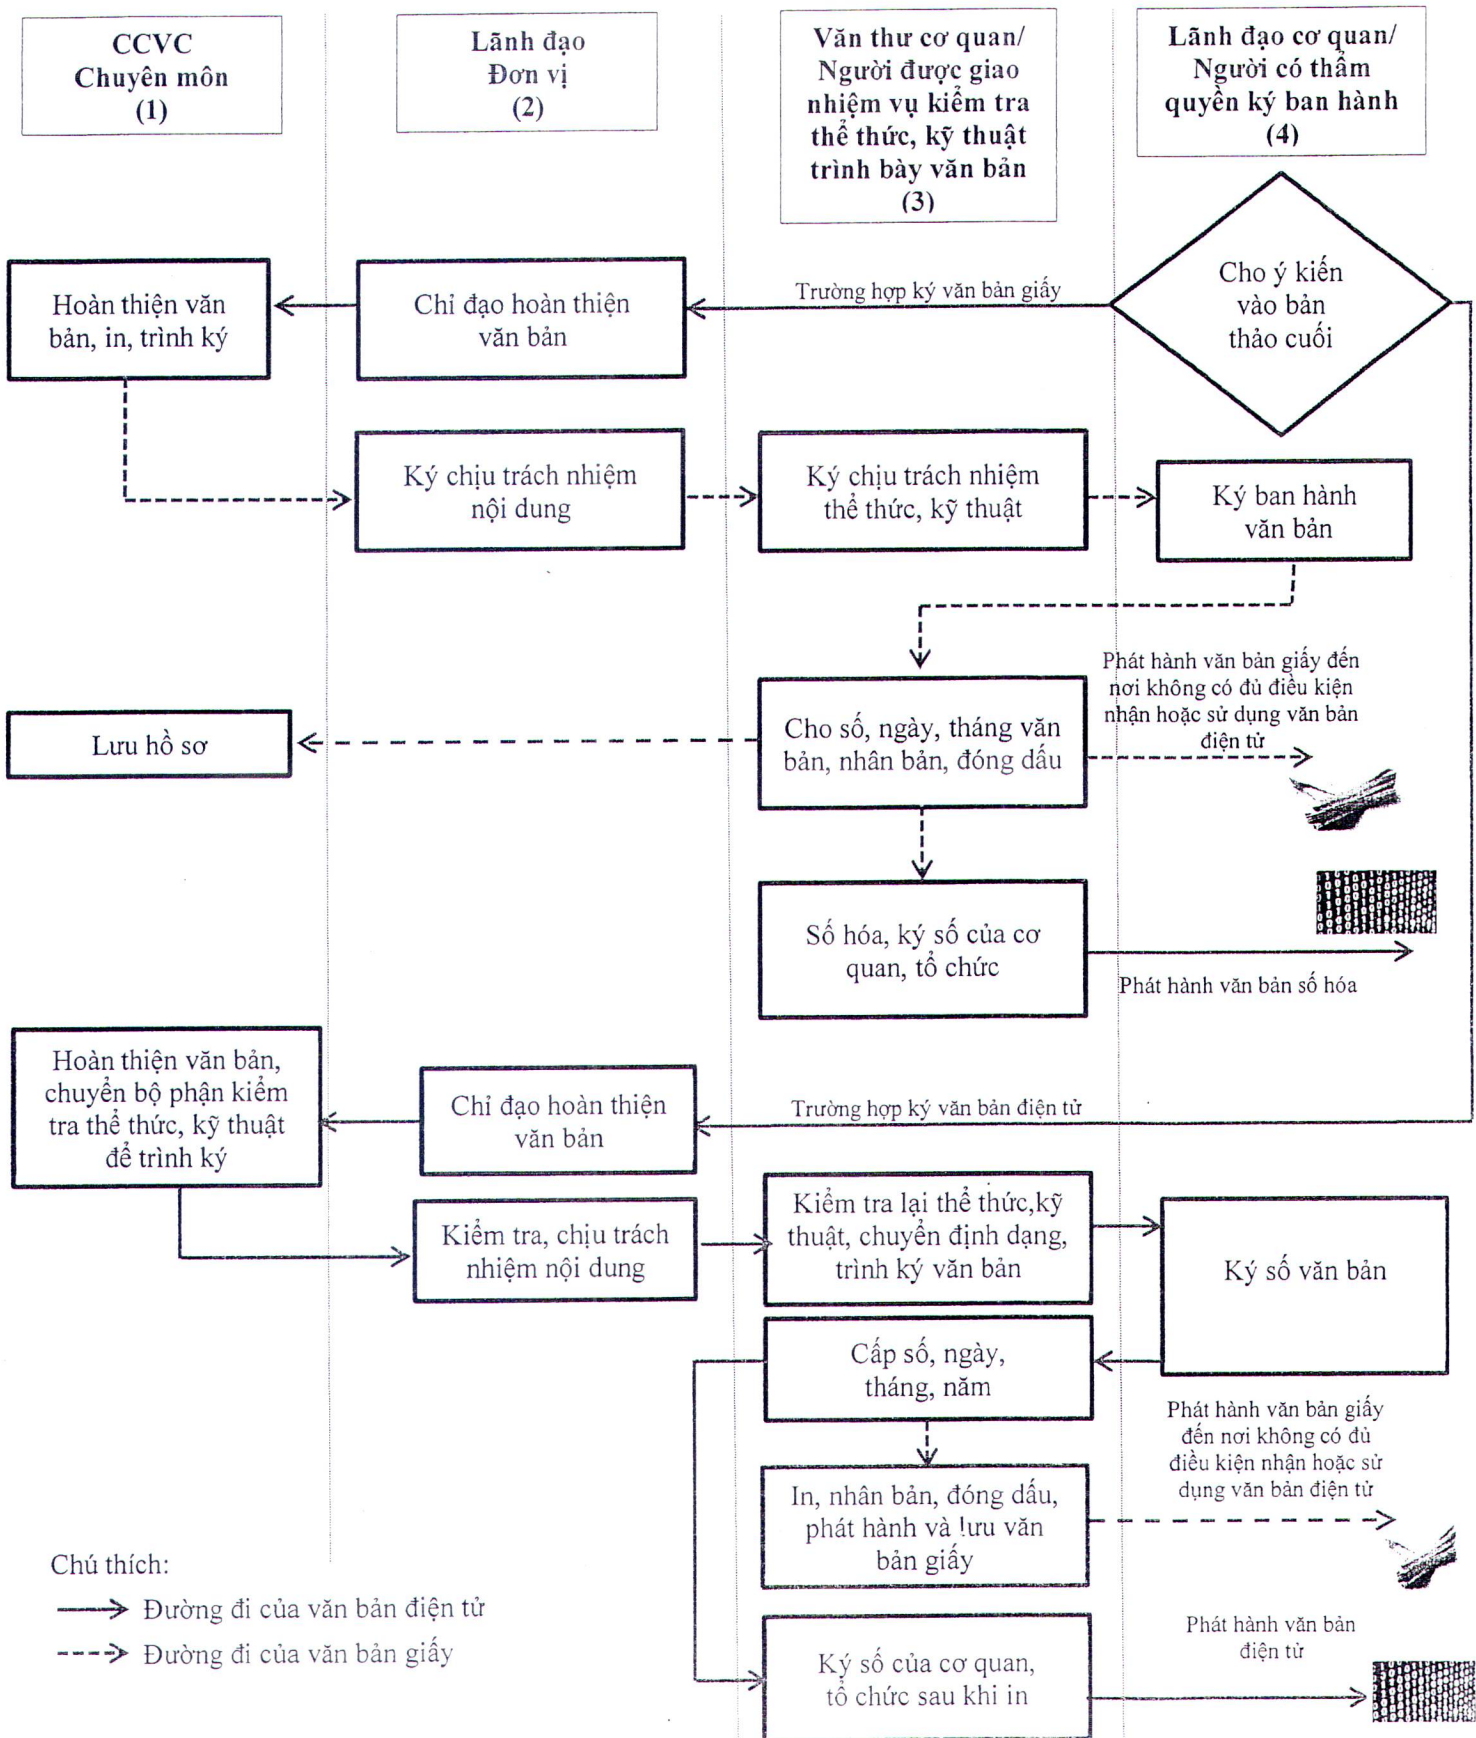 CCVC
Chuyên môn
(1)
Lãnh đạo
Đơn vị
(2)
Văn thư cơ quan/
Người được giao
nhiệm vụ kiểm tra
thể thức, kỹ thuật
trình bày văn bản
(3)
Lãnh đạo cơ quan/
Người có thẩm
quyền ký ban hành
(4)
Cho ý kiến
vào bản
thảo cuối
Trường hợp ký văn bản giấy
Chỉ đạo hoàn thiện
văn bản
Hoàn thiện văn
bản, in, trình ký
Ký chịu trách nhiệm
nội dung
Ký chịu trách nhiệm
thể thức, kỹ thuật
Ký ban hành
văn bản
Phát hành văn bản giấy đến
nơi không có đủ điều kiện
nhận hoặc sử dụng văn bản
điện tử
Cho số, ngày, tháng văn
bản, nhân bản, đóng dấu
Lưu hồ sơ
Số hóa, ký số của cơ
quan, tổ chức
Phát hành văn bản số hóa
Hoàn thiện văn bản,
chuyển bộ phận kiểm
tra thể thức, kỹ thuật
để trình ký
Chỉ đạo hoàn thiện
văn bản
Trường hợp ký văn bản điện tử
Kiểm tra, chịu trách
nhiệm nội dung
Kiểm tra lại thể thức,kỹ
thuật, chuyển định dạng,
trình ký văn bản
Ký số văn bản
Cấp số, ngày,
tháng, năm
Phát hành văn bản giấy
đến nơi không có đủ
điều kiện nhận hoặc sử
dụng văn bản điện tử
In, nhân bản, đóng dấu,
phát hành và lưu văn
bản giấy
Chú thích:
Đường đi của văn bản điện tử
Đường đi của văn bản giấy
Ký số của cơ quan,
tổ chức sau khi in
Phát hành văn bản
điện tử